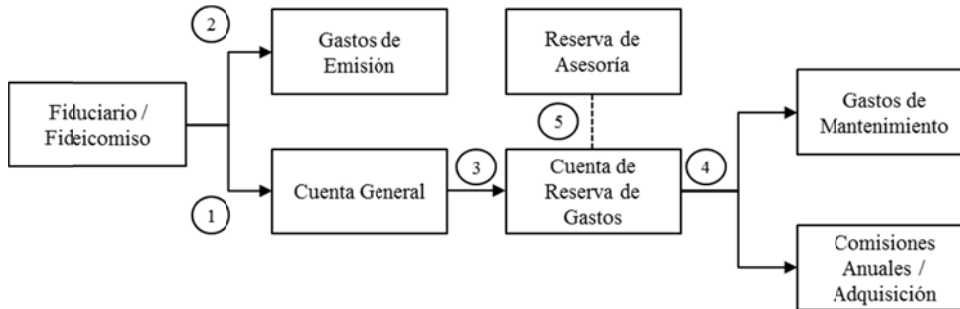 2
Gastos de
Emisión
Reserva de
Asesoría
Fiduciario /
Fideicomiso
5
Gastos de
Mantenimiento
1
Cuenta General
3
Cuenta de
Reserva de
Gastos
4
Comisiones
Anuales /
Adquisición